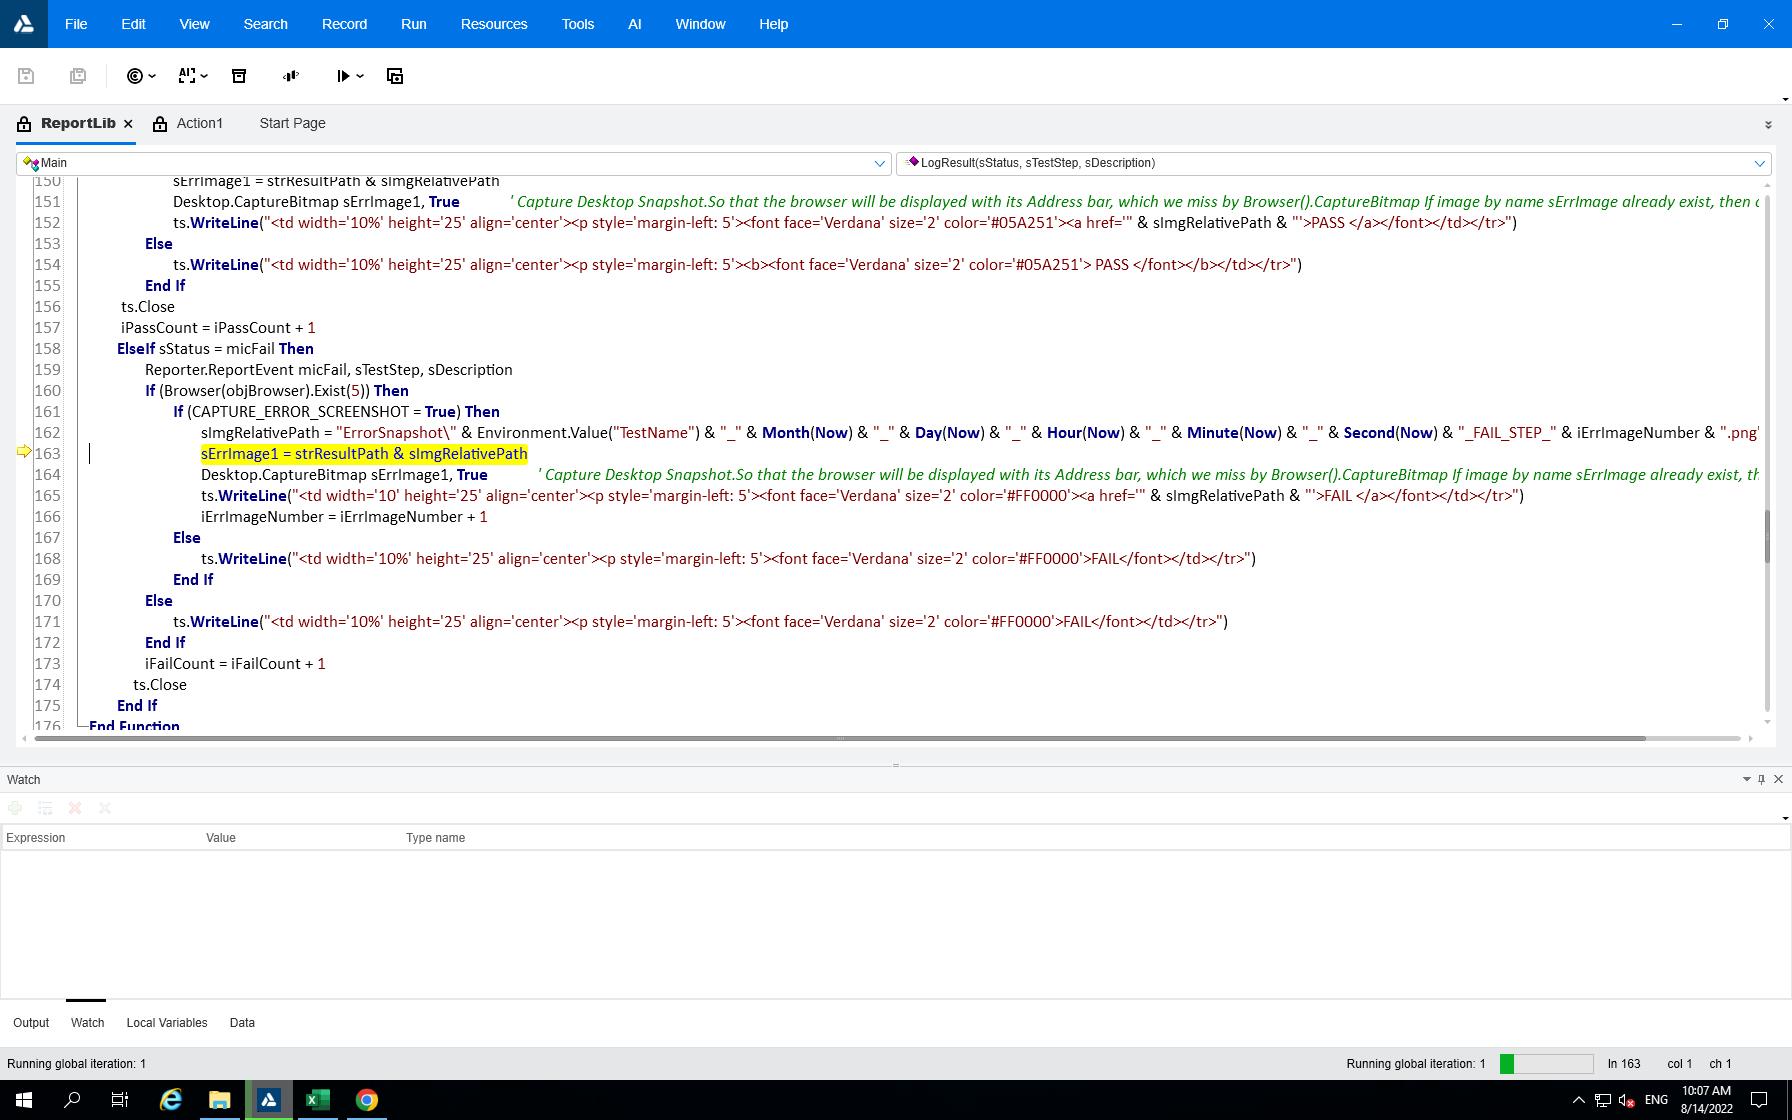 File Edit View Search Record Run Resources Tools AI Window Help
ReportLib Action1 Start Page
Main LogResult(sStatus, sTestStep, sDescription)
150 sErrImage1 = strResultPath & sImgRelativePath
151 Desktop.CaptureBitmap sErrImage1, True ' Capture Desktop Snapshot.So that the browser will be displayed with its Address bar, which we miss by Browser().CaptureBitmap If image by name sErrImage already exist, then
152 ts.WriteLine("<td width='10%' height='25' align='center'><p style='margin-left: 5'><font face='Verdana' size='2' color='#05A251'><a href='" & sImgRelativePath & "'>PASS </a></font></td></tr>")
153 Else
154 ts.WriteLine("<td width='10%' height='25' align='center'><p style='margin-left: 5'><b><font face='Verdana' size='2' color='#05A251'> PASS </font></b></td></tr>")
155 End If
156 ts.Close
157 iPassCount = iPassCount + 1
158 ElseIf sStatus = micFail Then
159 Reporter.ReportEvent micFail, sTestStep, sDescription
160 If (Browser(objBrowser).Exist(5)) Then
161 If (CAPTURE_ERROR_SCREENSHOT = True) Then
162 sImgRelativePath = "ErrorSnapshot\" & Environment.Value("TestName") & "_" & Month(Now) & "_" & Day(Now) & "_" & Hour(Now) & "_" & Minute(Now) & "_" & Second(Now) & "_FAIL_STEP_" & iErrImageNumber & ".png"
163 sErrImage1 = strResultPath & sImgRelativePath
164 Desktop.CaptureBitmap sErrImage1, True ' Capture Desktop Snapshot.So that the browser will be displayed with its Address bar, which we miss by Browser().CaptureBitmap If image by name sErrImage already exist,
165 ts.WriteLine("<td width='10' height='25' align='center'><p style='margin-left: 5'><font face='Verdana' size='2' color='#FF0000'><a href='" & sImgRelativePath & "'>FAIL </a></font></td></tr>")
166 iErrImageNumber = iErrImageNumber + 1
167 Else
168 ts.WriteLine("<td width='10%' height='25' align='center'><p style='margin-left: 5'><font face='Verdana' size='2' color='#FF0000'>FAIL</font></td></tr>")
169 End If
170 Else
171 ts.WriteLine("<td width='10%' height='25' align='center'><p style='margin-left: 5'><font face='Verdana' size='2' color='#FF0000'>FAIL</font></td></tr>")
172 End If
173 iFailCount = iFailCount + 1
174 ts.Close
175 End If
176 End Function
Watch
Expression Value Type name
Output Watch Local Variables Data
Running global iteration: 1 Running global iteration: 1 ln 163 col 1 ch 1
ENG 10:07 AM
8/14/2022